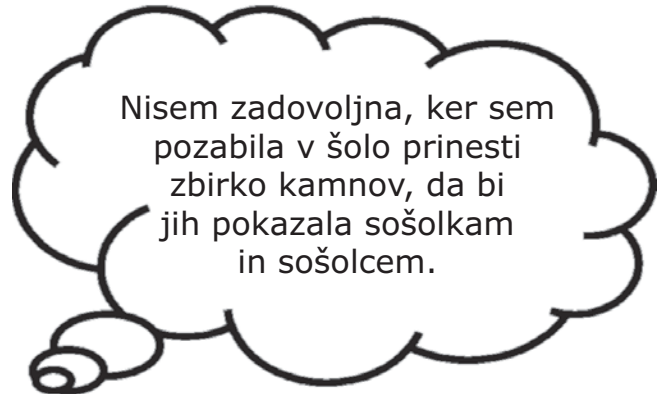 Nisem zadovoljna, ker sem
pozabila v šolo prinesti
zbirko kamnov, da bi
jih pokazala sošolkam
in sošolcem.